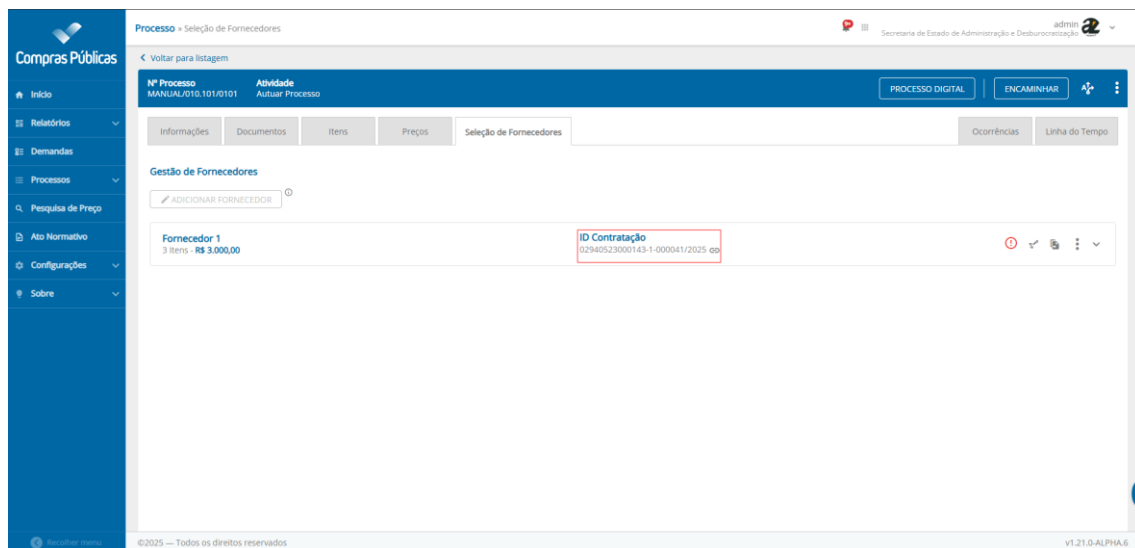 Compras Públicas
Início
Relatórios
Demandas
Processos
Pesquisa de Preço
Ato Normativo
Configurações
Sobre
Recolher menu
Processo » Seleção de Fornecedores
admin
Secretaria de Estado de Administração e Desburocratização
Voltar para listagem
Nº Processo
MANUAL/010.101/0101
Atividade
Autuar Processo
PROCESSO DIGITAL
ENCAMINHAR
Informações
Documentos
Itens
Preços
Seleção de Fornecedores
Ocorrências
Linha do Tempo
Gestão de Fornecedores
ADICIONAR FORNECEDOR
Fornecedor 1
3 Itens - R$ 3.000,00
ID Contratação
02940523000143-1-000041/2025
©2025 — Todos os direitos reservados
v1.21.0-ALPHA.6